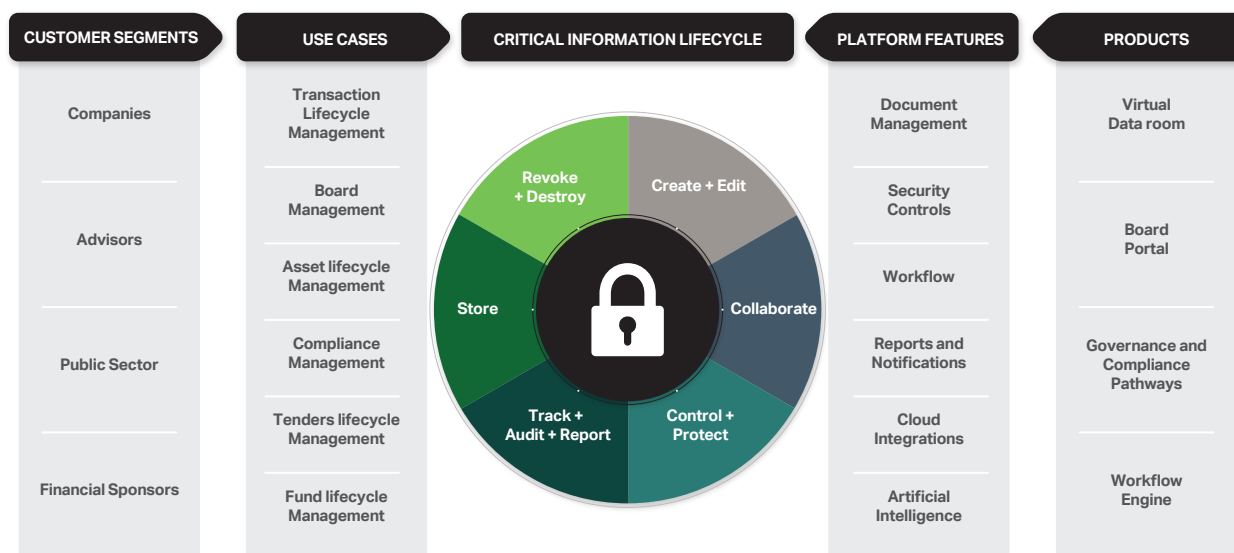 CUSTOMER SEGMENTS
Companies
Advisors
Public Sector
Financial Sponsors
USE CASES
Transaction
Lifecycle
Management
Board
Management
Asset lifecycle
Management
Compliance
Management
Tenders lifecycle
Management
Fund lifecycle
Management
CRITICAL INFORMATION LIFECYCLE
Create + Edit
Collaborate
Control +
Protect
Track +
Audit + Report
Store
Revoke
+ Destroy
PLATFORM FEATURES
Document
Management
Security
Controls
Workflow
Reports and
Notifications
Cloud
Integrations
Artificial
Intelligence
PRODUCTS
Virtual
Data room
Board
Portal
Governance and
Compliance
Pathways
Workflow
Engine